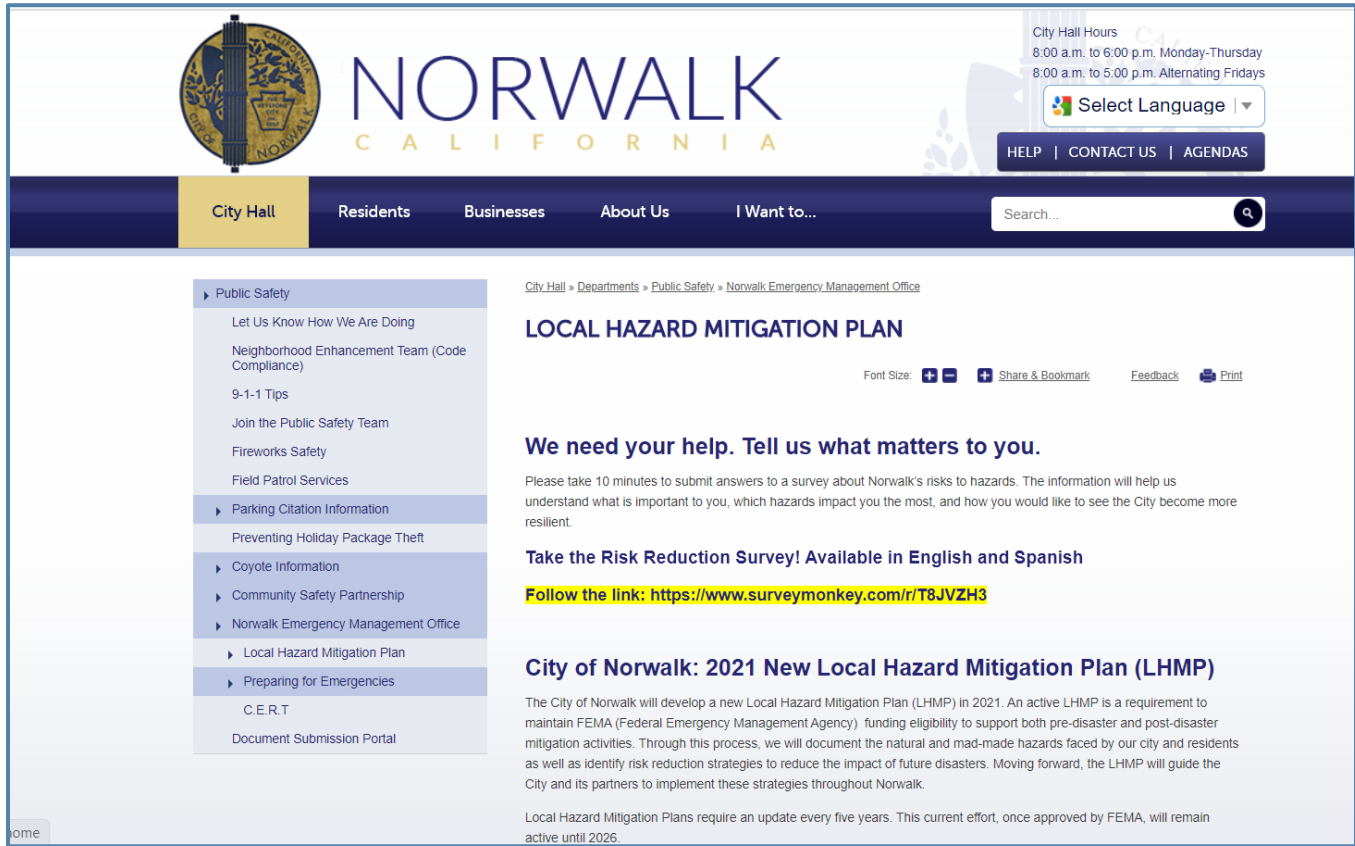 City Hall Hours
8:00 a.m. to 6:00 p.m. Monday-Thursday
8:00 a.m. to 5:00 p.m. Alternating Fridays
Select Language
HELP | CONTACT US | AGENDAS
CALIFORNIA
CITY OF NORWALK
NORWALK
CALIFORNIA
City Hall
Residents
Businesses
About Us
I Want to...
Search...
Public Safety
Let Us Know How We Are Doing
Neighborhood Enhancement Team (Code
Compliance)
9-1-1 Tips
Join the Public Safety Team
Fireworks Safety
Field Patrol Services
Parking Citation Information
Preventing Holiday Package Theft
Coyote Information
Community Safety Partnership
Norwalk Emergency Management Office
Local Hazard Mitigation Plan
Preparing for Emergencies
C.E.R.T
Document Submission Portal
City Hall » Departments » Public Safety » Norwalk Emergency Management Office
LOCAL HAZARD MITIGATION PLAN
Font Size: Share & Bookmark Feedback Print
We need your help. Tell us what matters to you.
Please take 10 minutes to submit answers to a survey about Norwalk's risks to hazards. The information will help us
understand what is important to you, which hazards impact you the most, and how you would like to see the City become more
resilient.
Take the Risk Reduction Survey! Available in English and Spanish
Follow the link: https://www.surveymonkey.com/r/T8JVZH3
City of Norwalk: 2021 New Local Hazard Mitigation Plan (LHMP)
The City of Norwalk will develop a new Local Hazard Mitigation Plan (LHMP) in 2021. An active LHMP is a requirement to
maintain FEMA (Federal Emergency Management Agency) funding eligibility to support both pre-disaster and post-disaster
mitigation activities. Through this process, we will document the natural and mad-made hazards faced by our city and residents
as well as identify risk reduction strategies to reduce the impact of future disasters. Moving forward, the LHMP will guide the
City and its partners to implement these strategies throughout Norwalk.
Local Hazard Mitigation Plans require an update every five years. This current effort, once approved by FEMA, will remain
active until 2026.